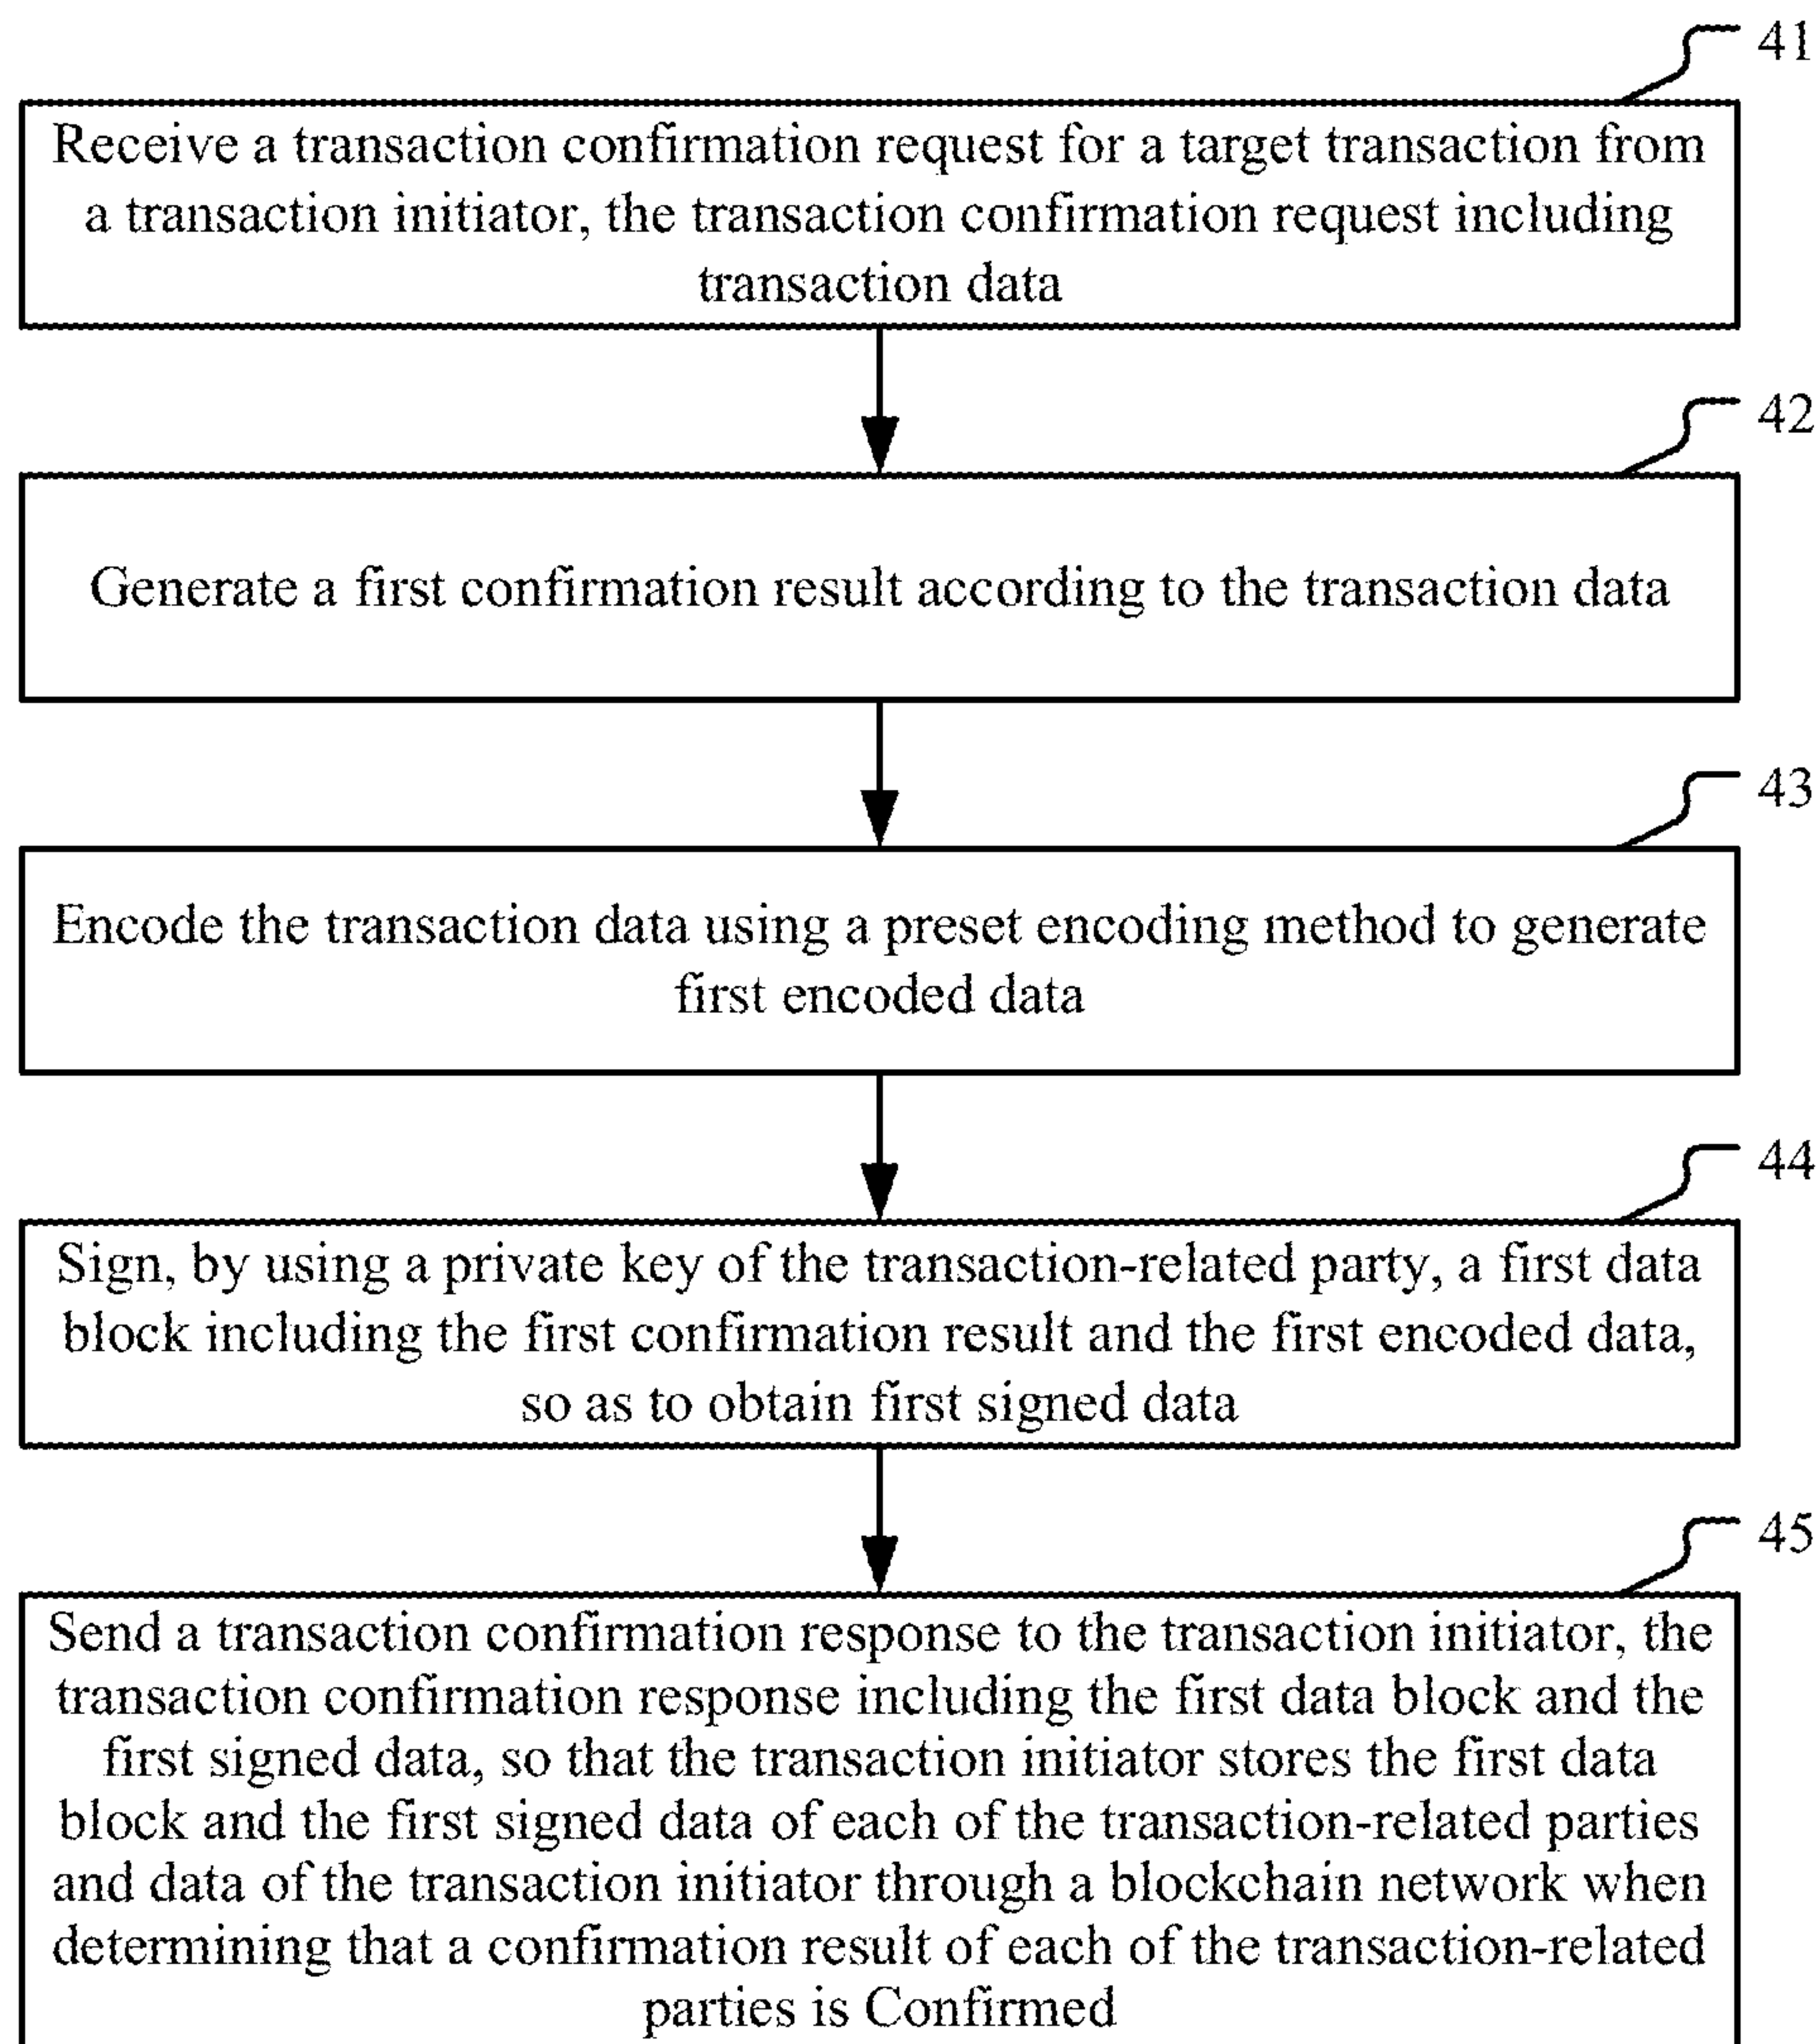 41
Receive a transaction confirmation request for a target transaction from
a transaction initiator, the transaction confirmation request including
transaction data
42
Generate a first confirmation result according to the transaction data
43
Encode the transaction data using a preset encoding method to generate
first encoded data
44
Sign, by using a private key of the transaction-related party, a first data
block including the first confirmation result and the first encoded data,
so as to obtain first signed data
45
Send a transaction confirmation response to the transaction initiator, the
transaction confirmation response including the first data block and the
first signed data, so that the transaction initiator stores the first data
block and the first signed data of each of the transaction-related parties
and data of the transaction initiator through a blockchain network when
determining that a confirmation result of each of the transaction-related
parties is Confirmed